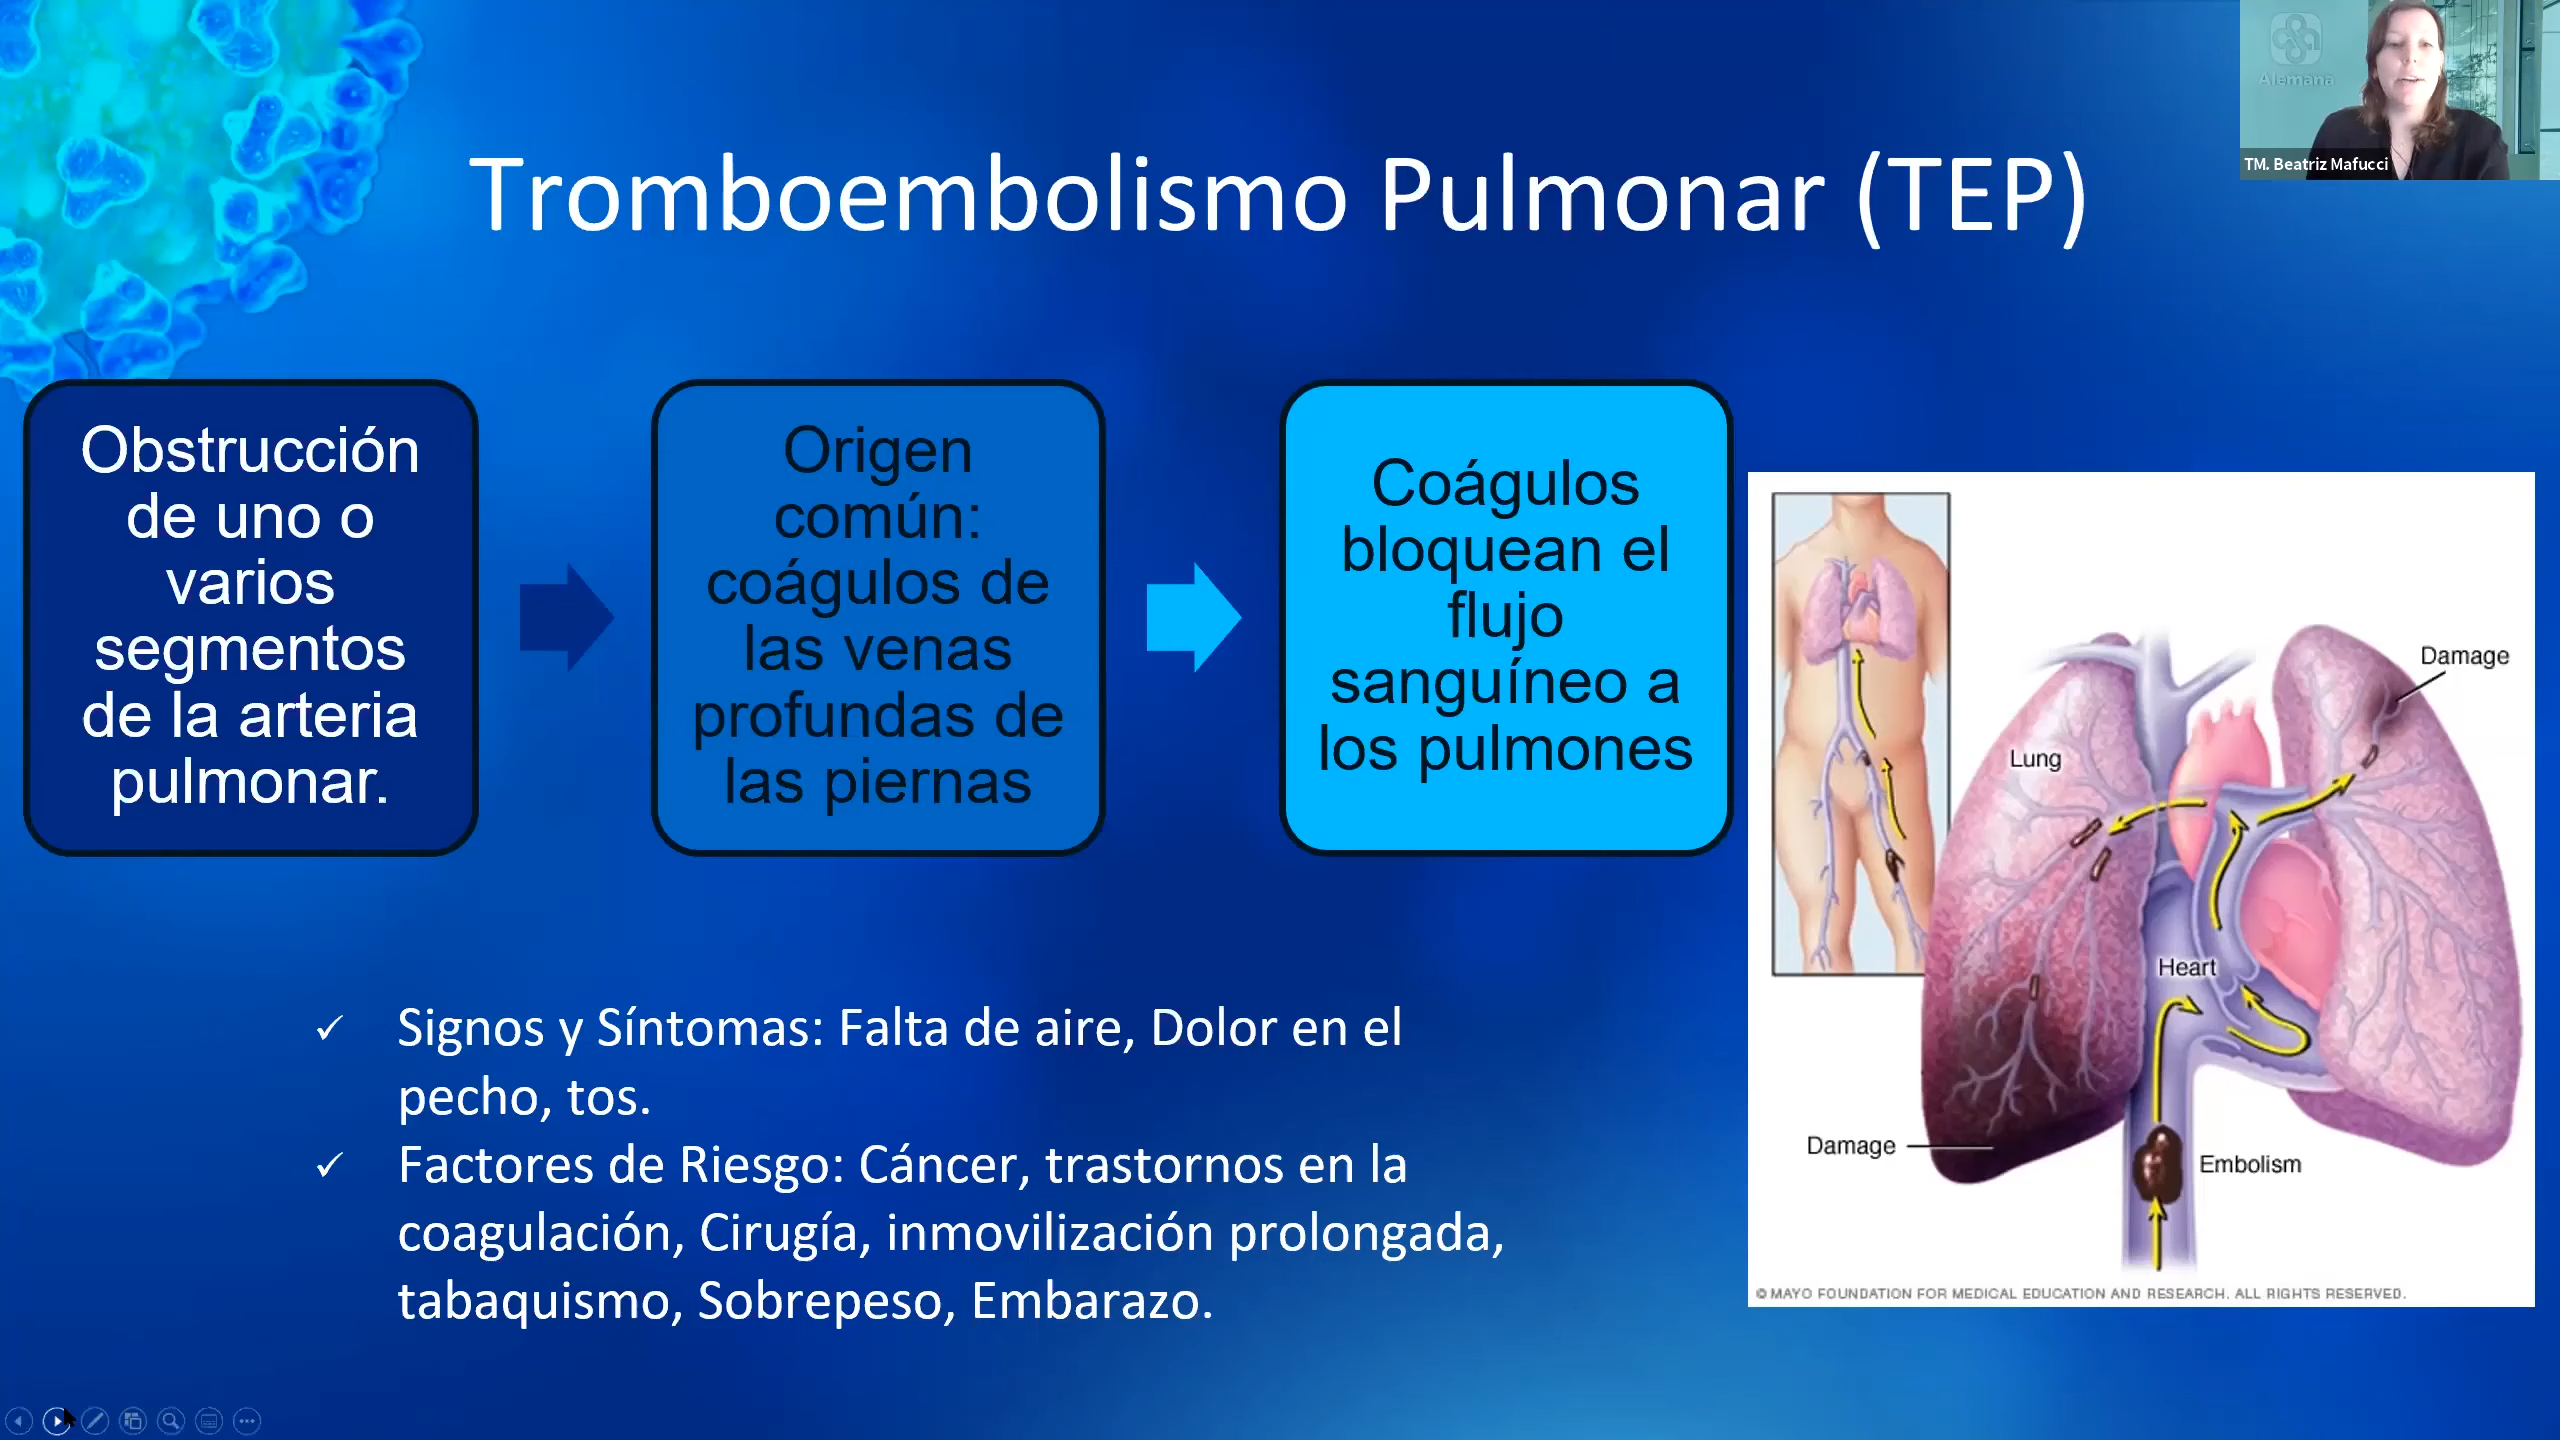 Alemana
TM. Beatriz Mafucci
Tromboembolismo Pulmonar (TEP)
Obstrucción
de uno o
varios
segmentos
de la arteria
pulmonar.
Origen
común:
coágulos de
las venas
profundas de
las piernas
Coágulos
bloquean el
flujo
sanguíneo a
los pulmones
Damage
Lung
Heart
Damage
Embolism
© MAYO FOUNDATION FOR MEDICAL EDUCATION AND RESEARCH. ALL RIGHTS RESERVED.
✓ Signos y Síntomas: Falta de aire, Dolor en el
pecho, tos.
✓ Factores de Riesgo: Cáncer, trastornos en la
coagulación, Cirugía, inmovilización prolongada,
tabaquismo, Sobrepeso, Embarazo.